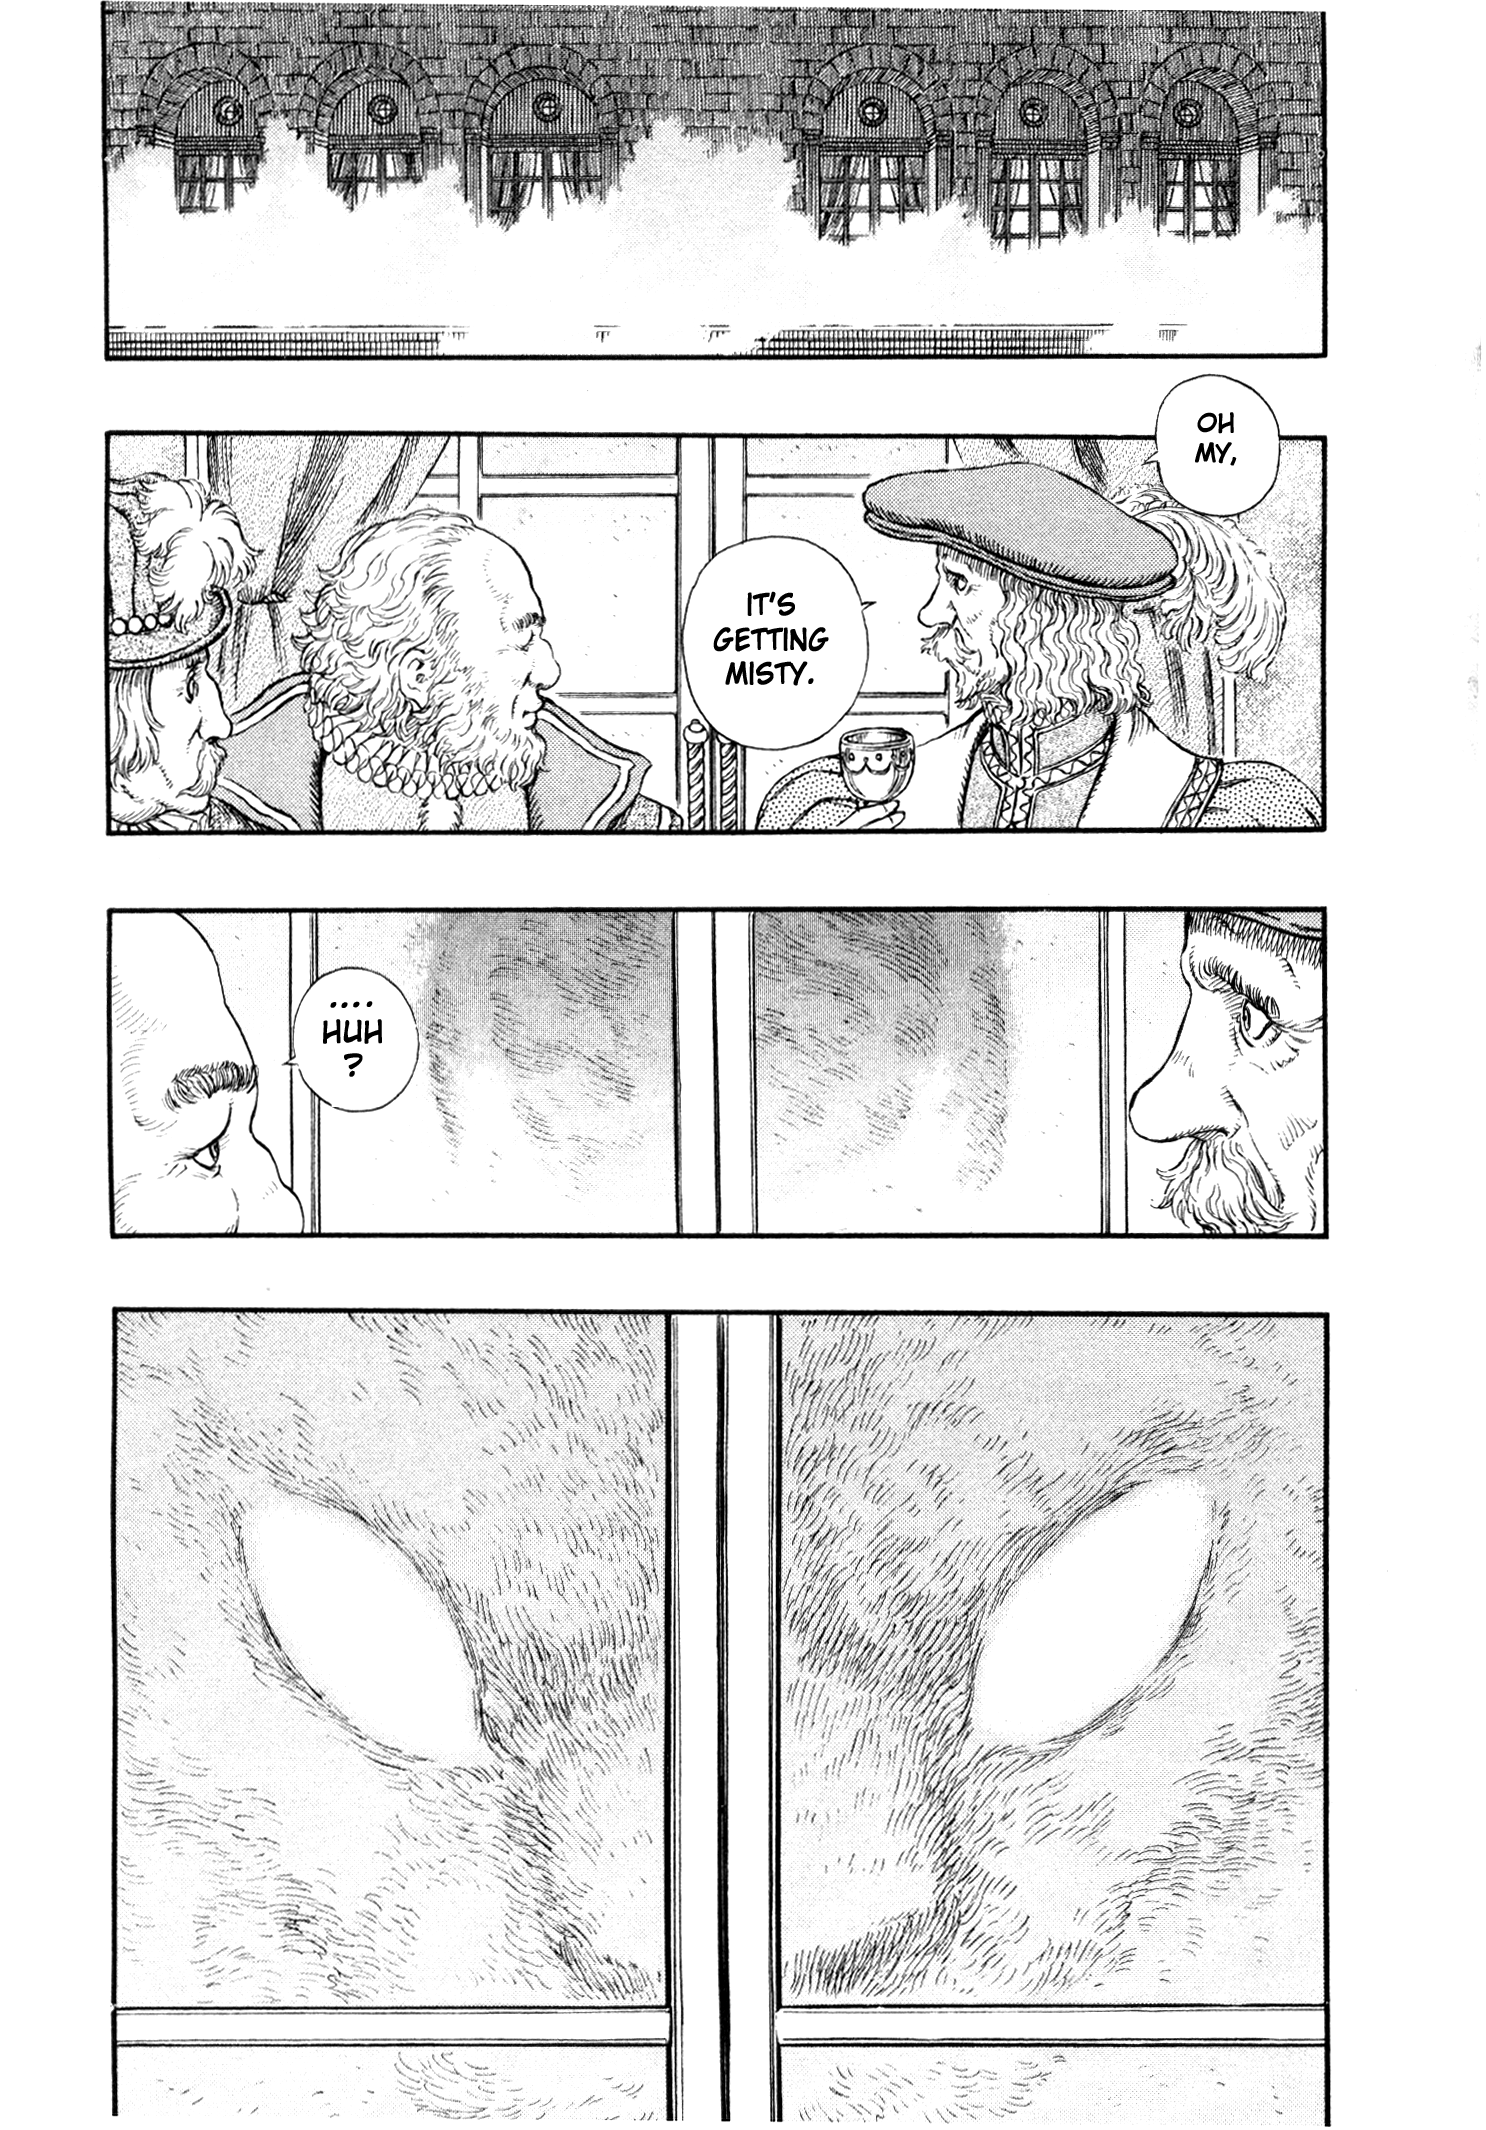 OH
MY,
IT'S
GETTING
MISTY.
....
HUH
?